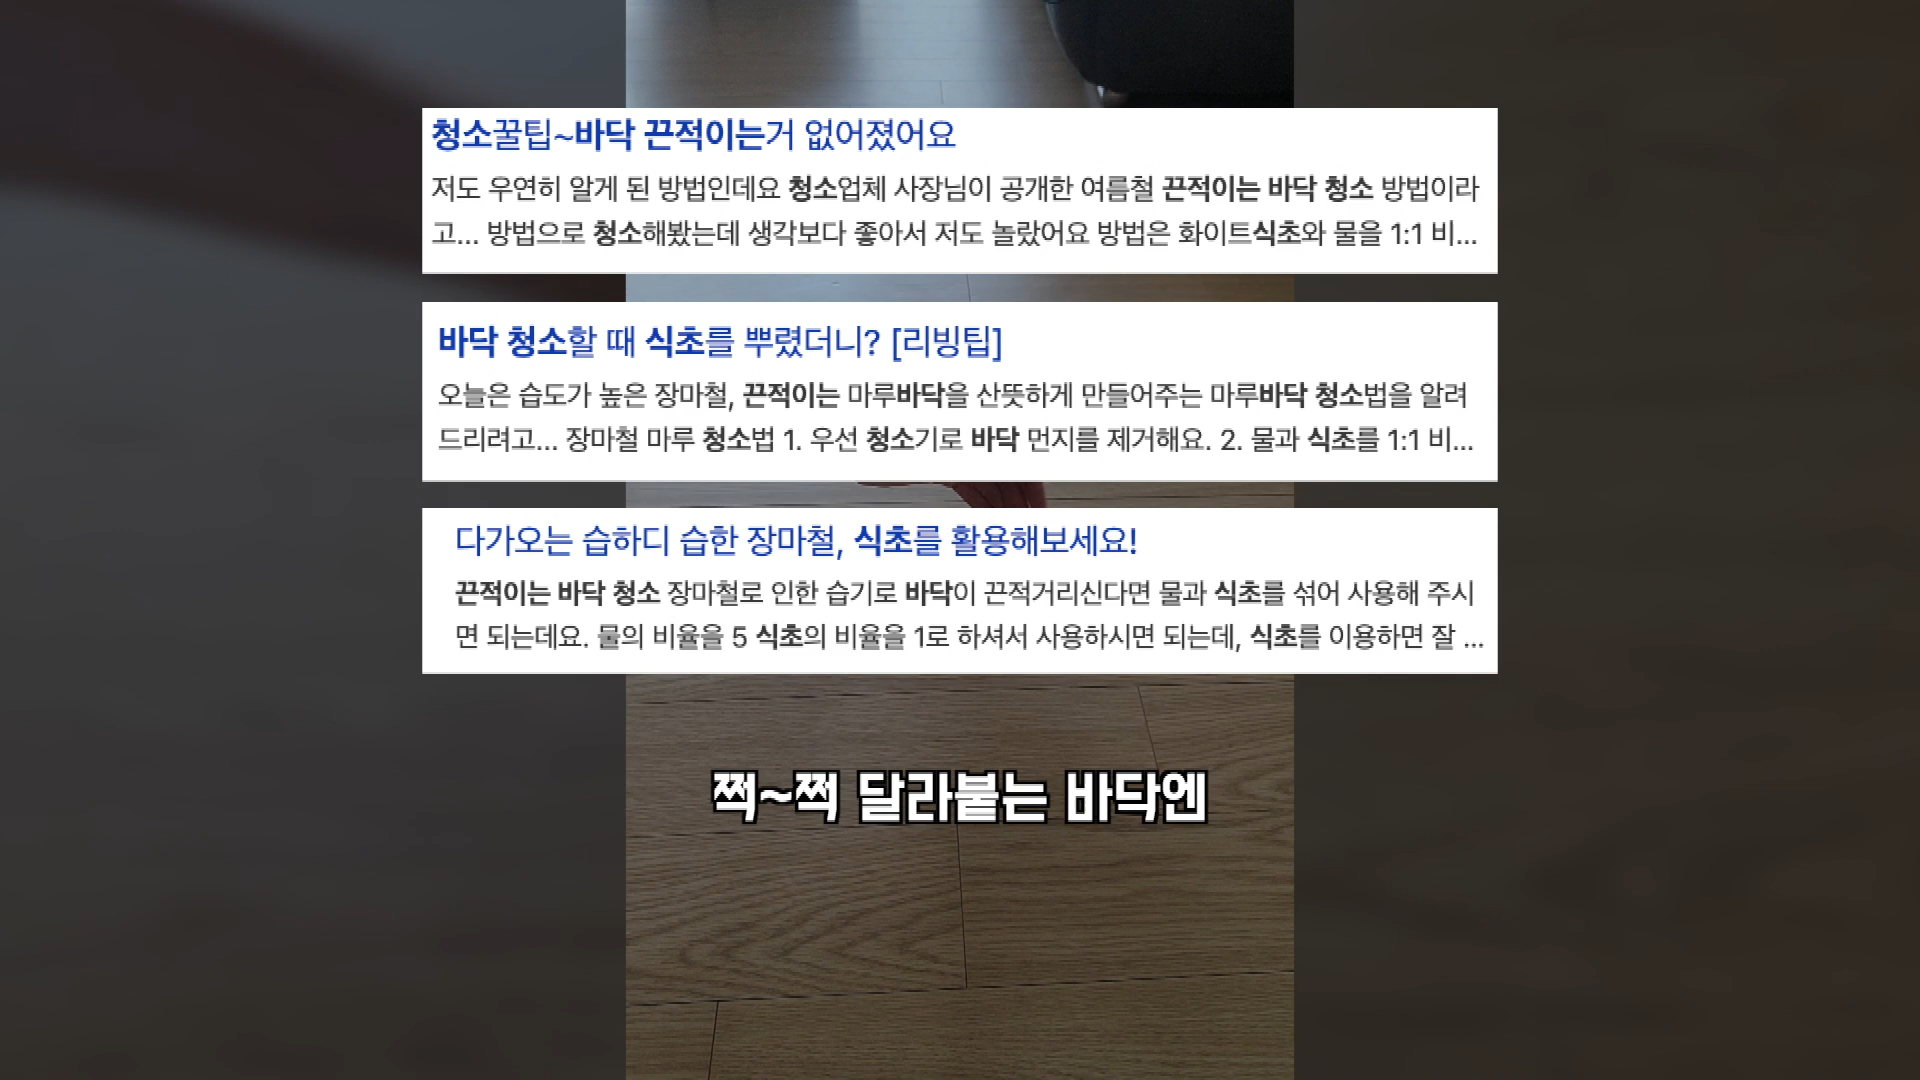 청소꿀팁~바닥 끈적이는거 없어졌어요
저도 우연히 알게 된 방법인데요 청소업체 사장님이 공개한 여름철 끈적이는 바닥 청소 방법이라
고... 방법으로 청소해봤는데 생각보다 좋아서 저도 놀랐어요 방법은 화이트식초와 물을 1:1 비...
바닥 청소할 때 식초를 뿌렸더니? [리빙팁]
오늘은 습도가 높은 장마철, 끈적이는 마루바닥을 산뜻하게 만들어주는 마루바닥 청소법을 알려
드리려고... 장마철 마루 청소법 1. 우선 청소기로 바닥 먼지를 제거해요. 2. 물과 식초를 1:1 비...
다가오는 습하디 습한 장마철, 식초를 활용해보세요!
끈적이는 바닥 청소 장마철로 인한 습기로 바닥이 끈적거리신다면 물과 식초를 섞어 사용해 주시
면 되는데요. 물의 비율을 5 식초의 비율을 1로 하셔서 사용하시면 되는데, 식초를 이용하면 잘 ...
쩍~쩍 달라붙는 바닥엔